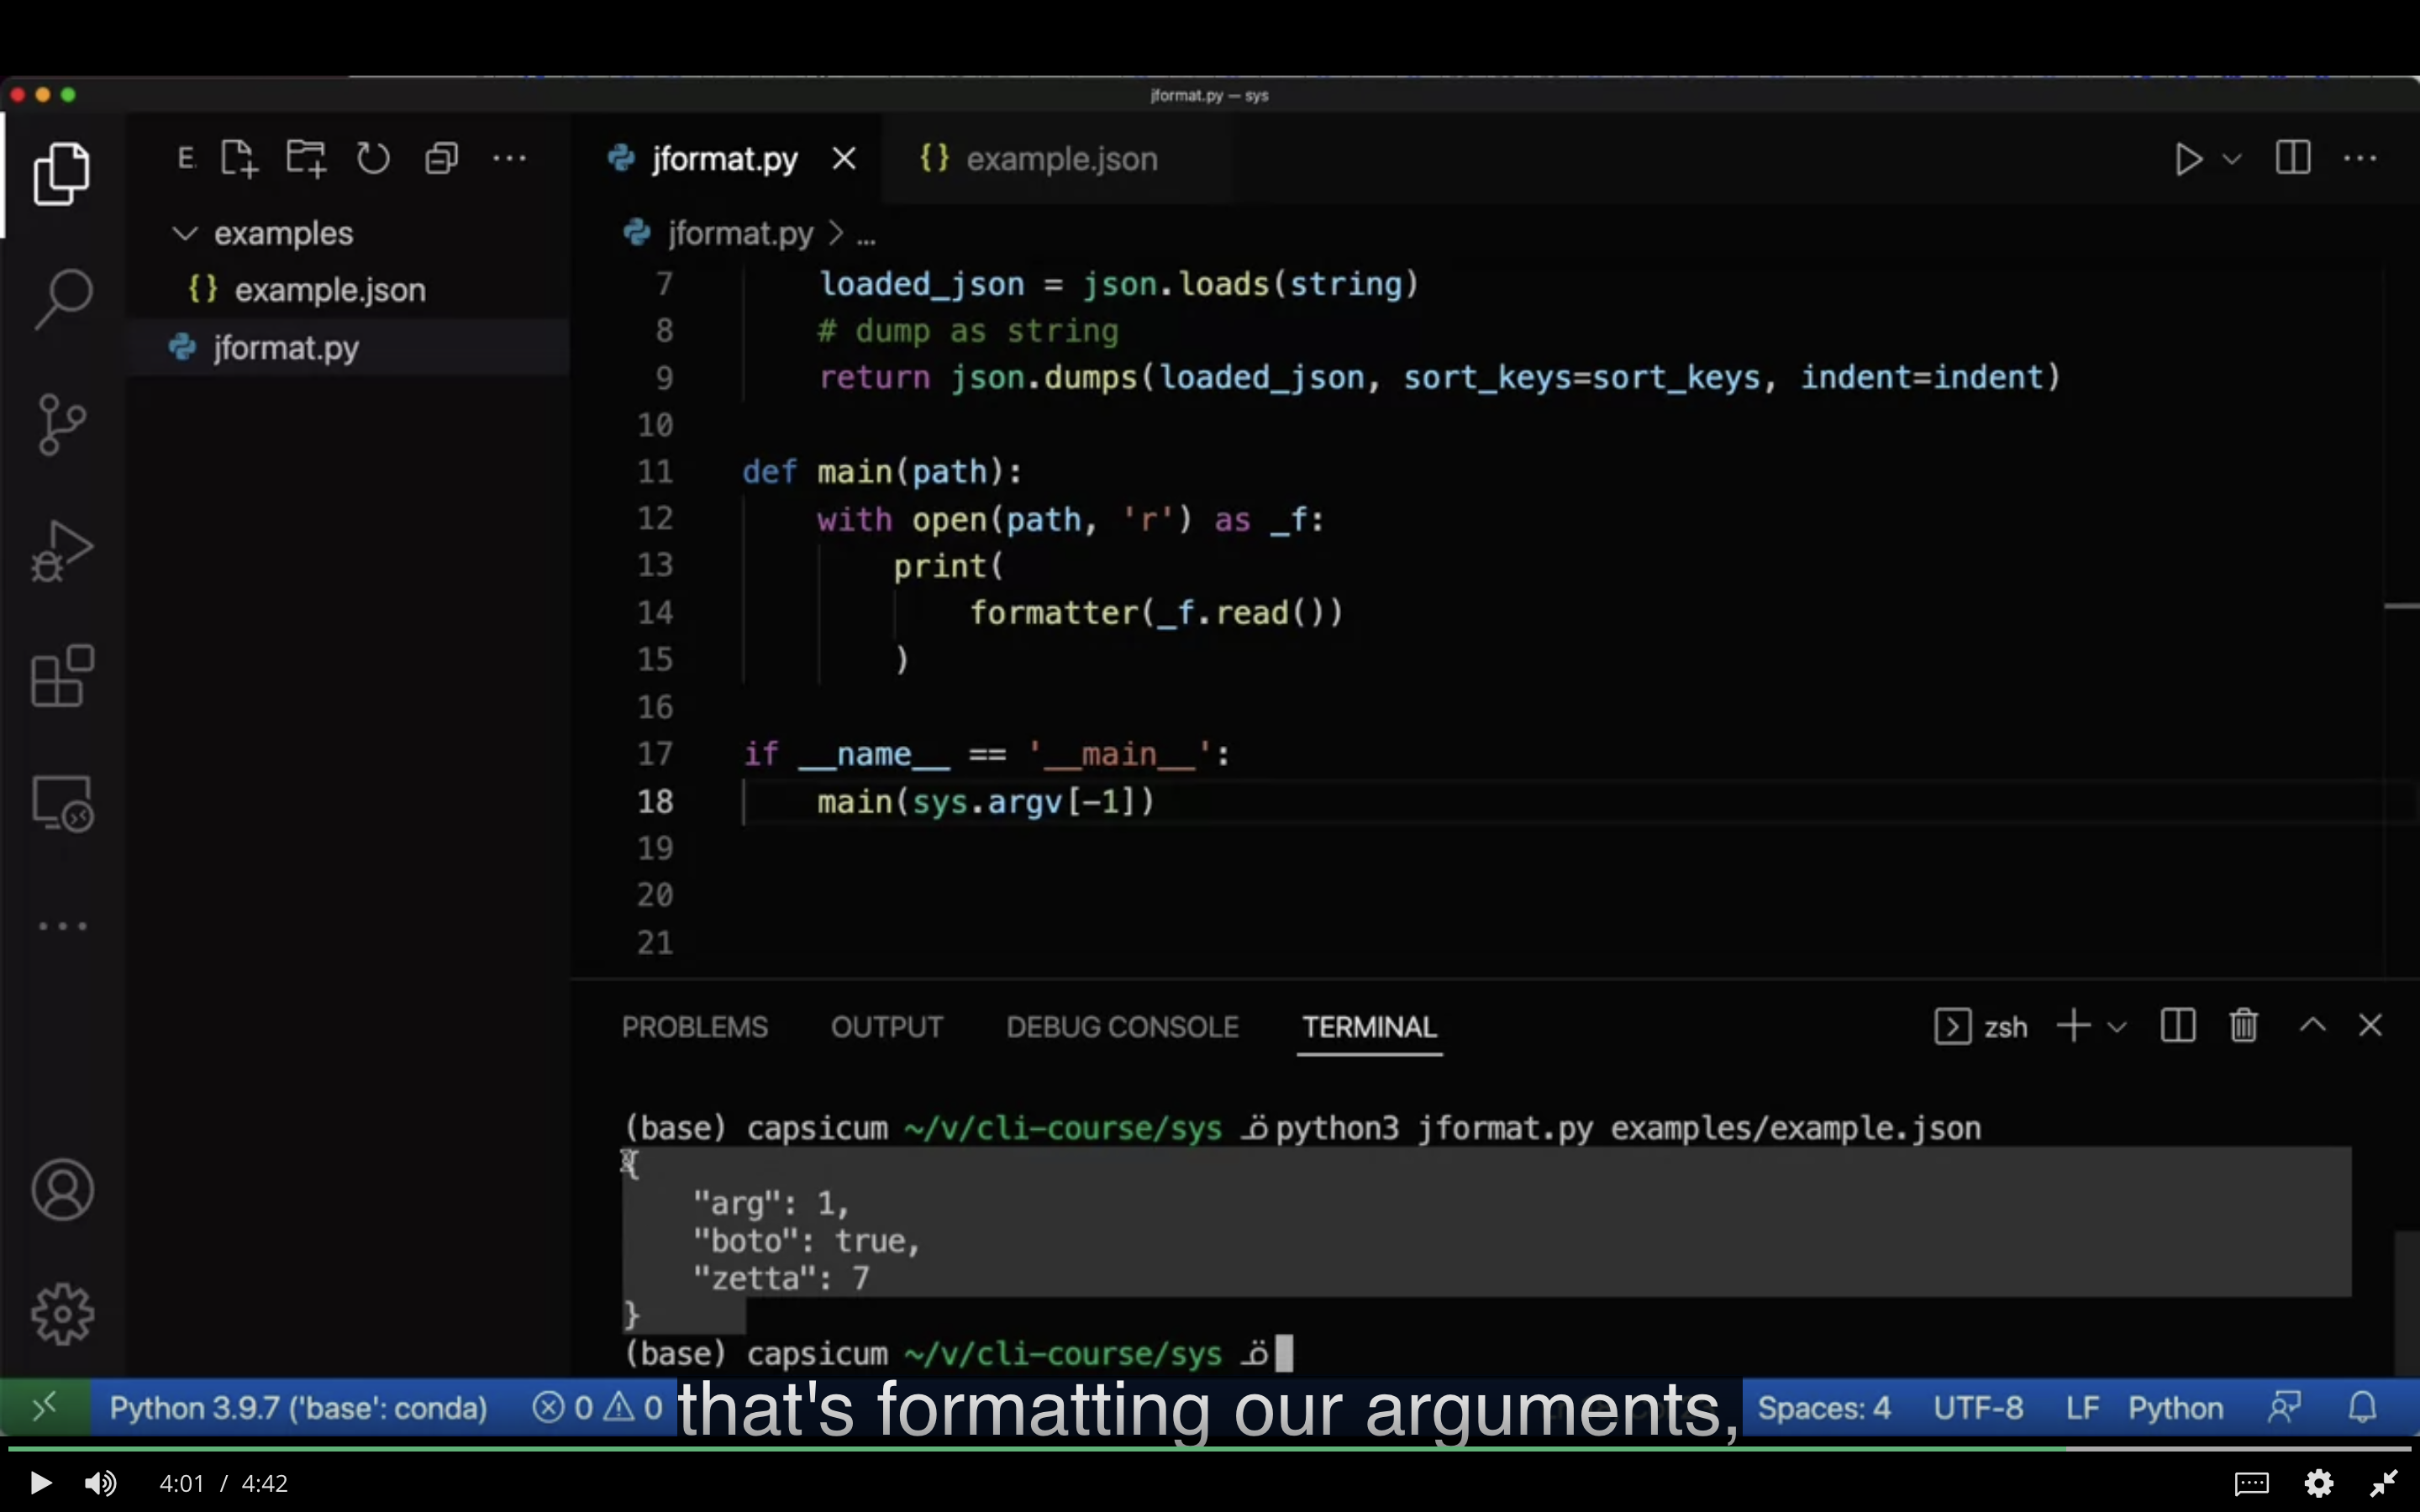 jformat.py — sys
E
jformat.py
{} example.json
examples
{} example.json
jformat.py
jformat.py > ...
7 loaded_json = json.loads(string)
8 # dump as string
9 return json.dumps(loaded_json, sort_keys=sort_keys, indent=indent)
10
11 def main(path):
12 with open(path, 'r') as _f:
13 print(
14 formatter(_f.read())
15 )
16
17 if __name__ == '__main__':
18 main(sys.argv[-1])
19
20
21
PROBLEMS OUTPUT DEBUG CONSOLE TERMINAL
zsh
(base) capsicum ~/v/cli-course/sys python3 jformat.py examples/example.json
{
"arg": 1,
"boto": true,
"zetta": 7
}
(base) capsicum ~/v/cli-course/sys
Python 3.9.7 ('base': conda) 0 0
that's formatting our arguments,
Spaces: 4 UTF-8 LF Python
4:01 / 4:42